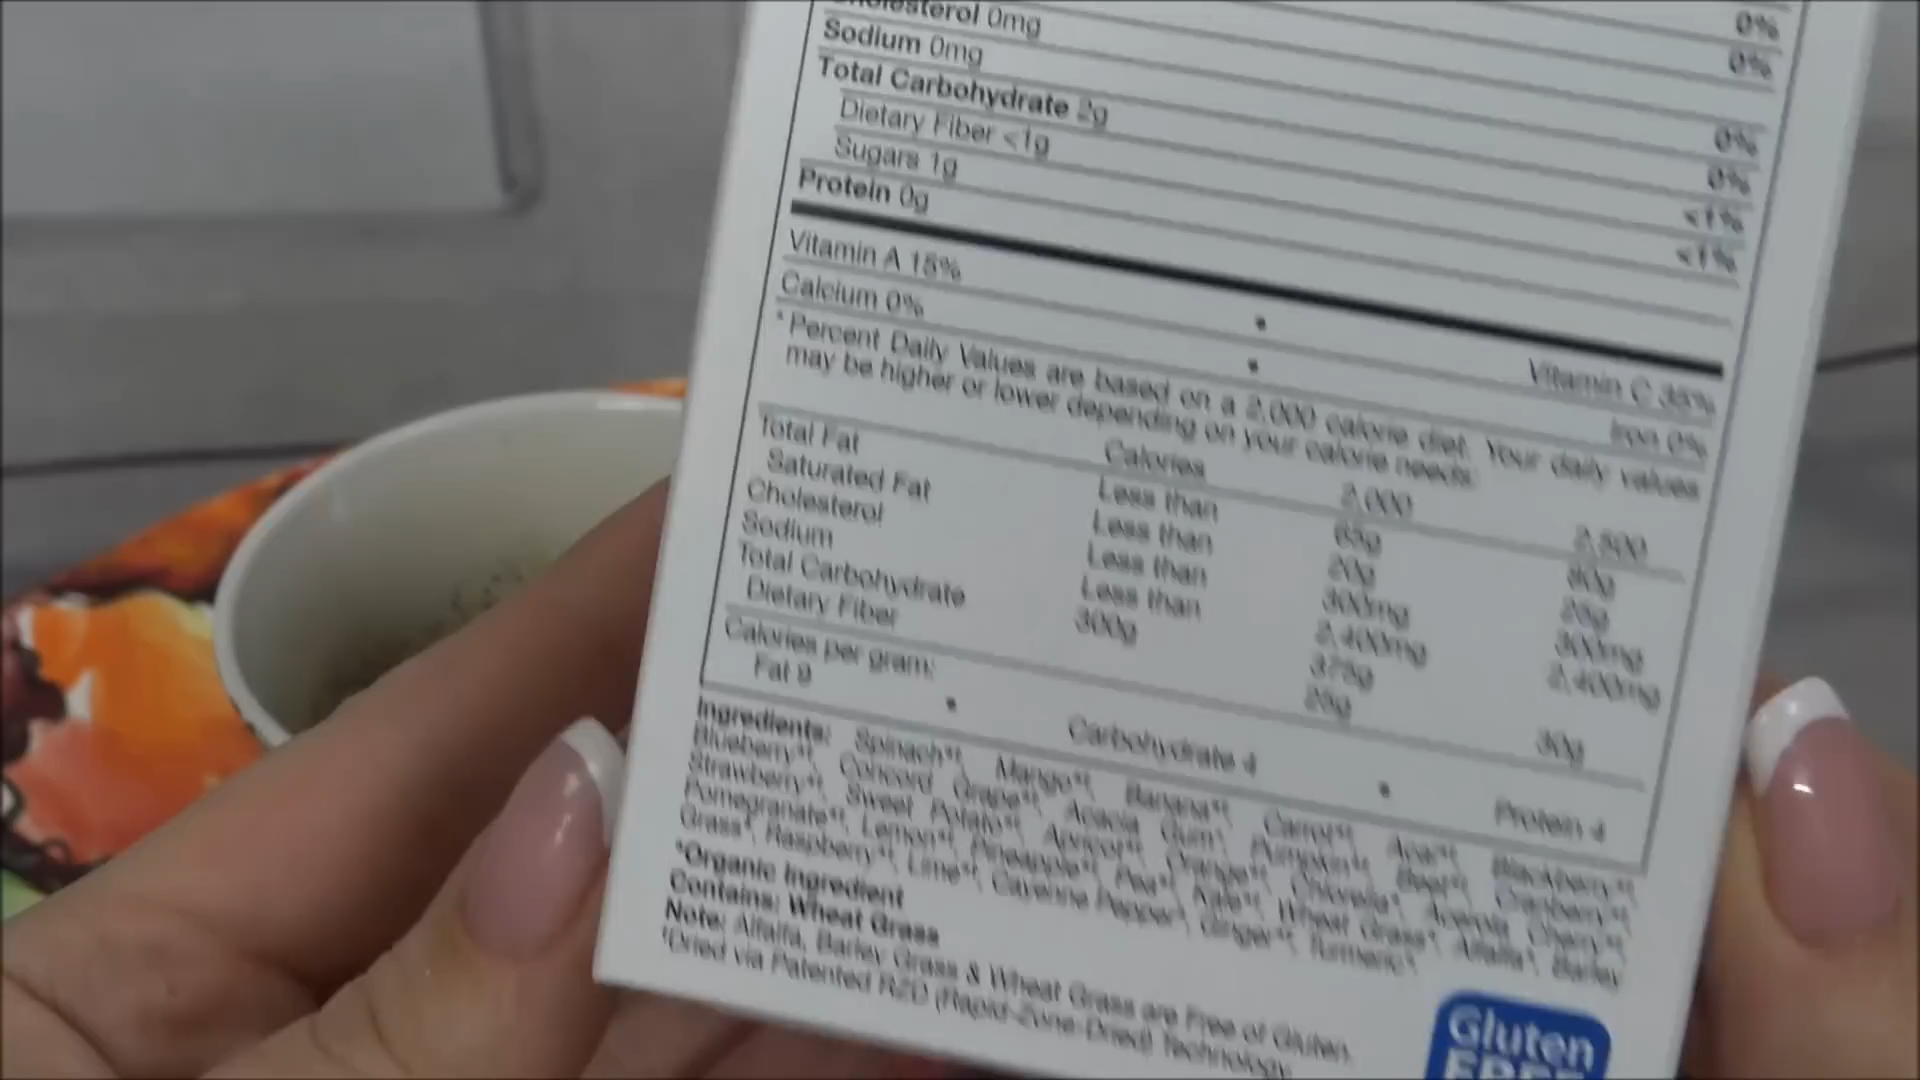 Cholesterol 0mg 0%
Sodium 0mg 0%
Total Carbohydrate 2g 0%
Dietary Fiber <1g 0%
Sugars 1g <1%
Protein 0g <1%
Vitamin A 15% • Vitamin C 35%
Calcium 0% • Iron 0%
* Percent Daily Values are based on a 2,000 calorie diet. Your daily values
may be higher or lower depending on your calorie needs:
Calories 2,000 2,500
Total Fat Less than 65g 80g
Saturated Fat Less than 20g 25g
Cholesterol Less than 300mg 300mg
Sodium Less than 2,400mg 2,400mg
Total Carbohydrate 300g 375g
Dietary Fiber 25g 30g
Calories per gram:
Fat 9 • Carbohydrate 4 • Protein 4
Ingredients: Spinach*†, Mango*†, Banana*†, Carrot*†, Acai*†, Blackberry*†,
Blueberry*†, Concord Grape*†, Acacia Gum*, Pumpkin*†, Beet*†, Cranberry*†,
Strawberry*†, Sweet Potato*†, Apricot*†, Orange*†, Chlorella*, Acerola Cherry*†,
Pomegranate*†, Lemon*†, Pineapple*†, Pea*†, Kale*†, Wheat Grass*, Alfalfa*, Barley
Grass*, Raspberry*†, Lime*†, Cayenne Pepper*, Ginger*†, Turmeric*
*Organic Ingredient
Contains: Wheat Grass
Note: Alfalfa, Barley Grass & Wheat Grass are Free of Gluten.
†Dried via Patented RZD (Rapid-Zone-Dried) Technology.
Gluten
FREE